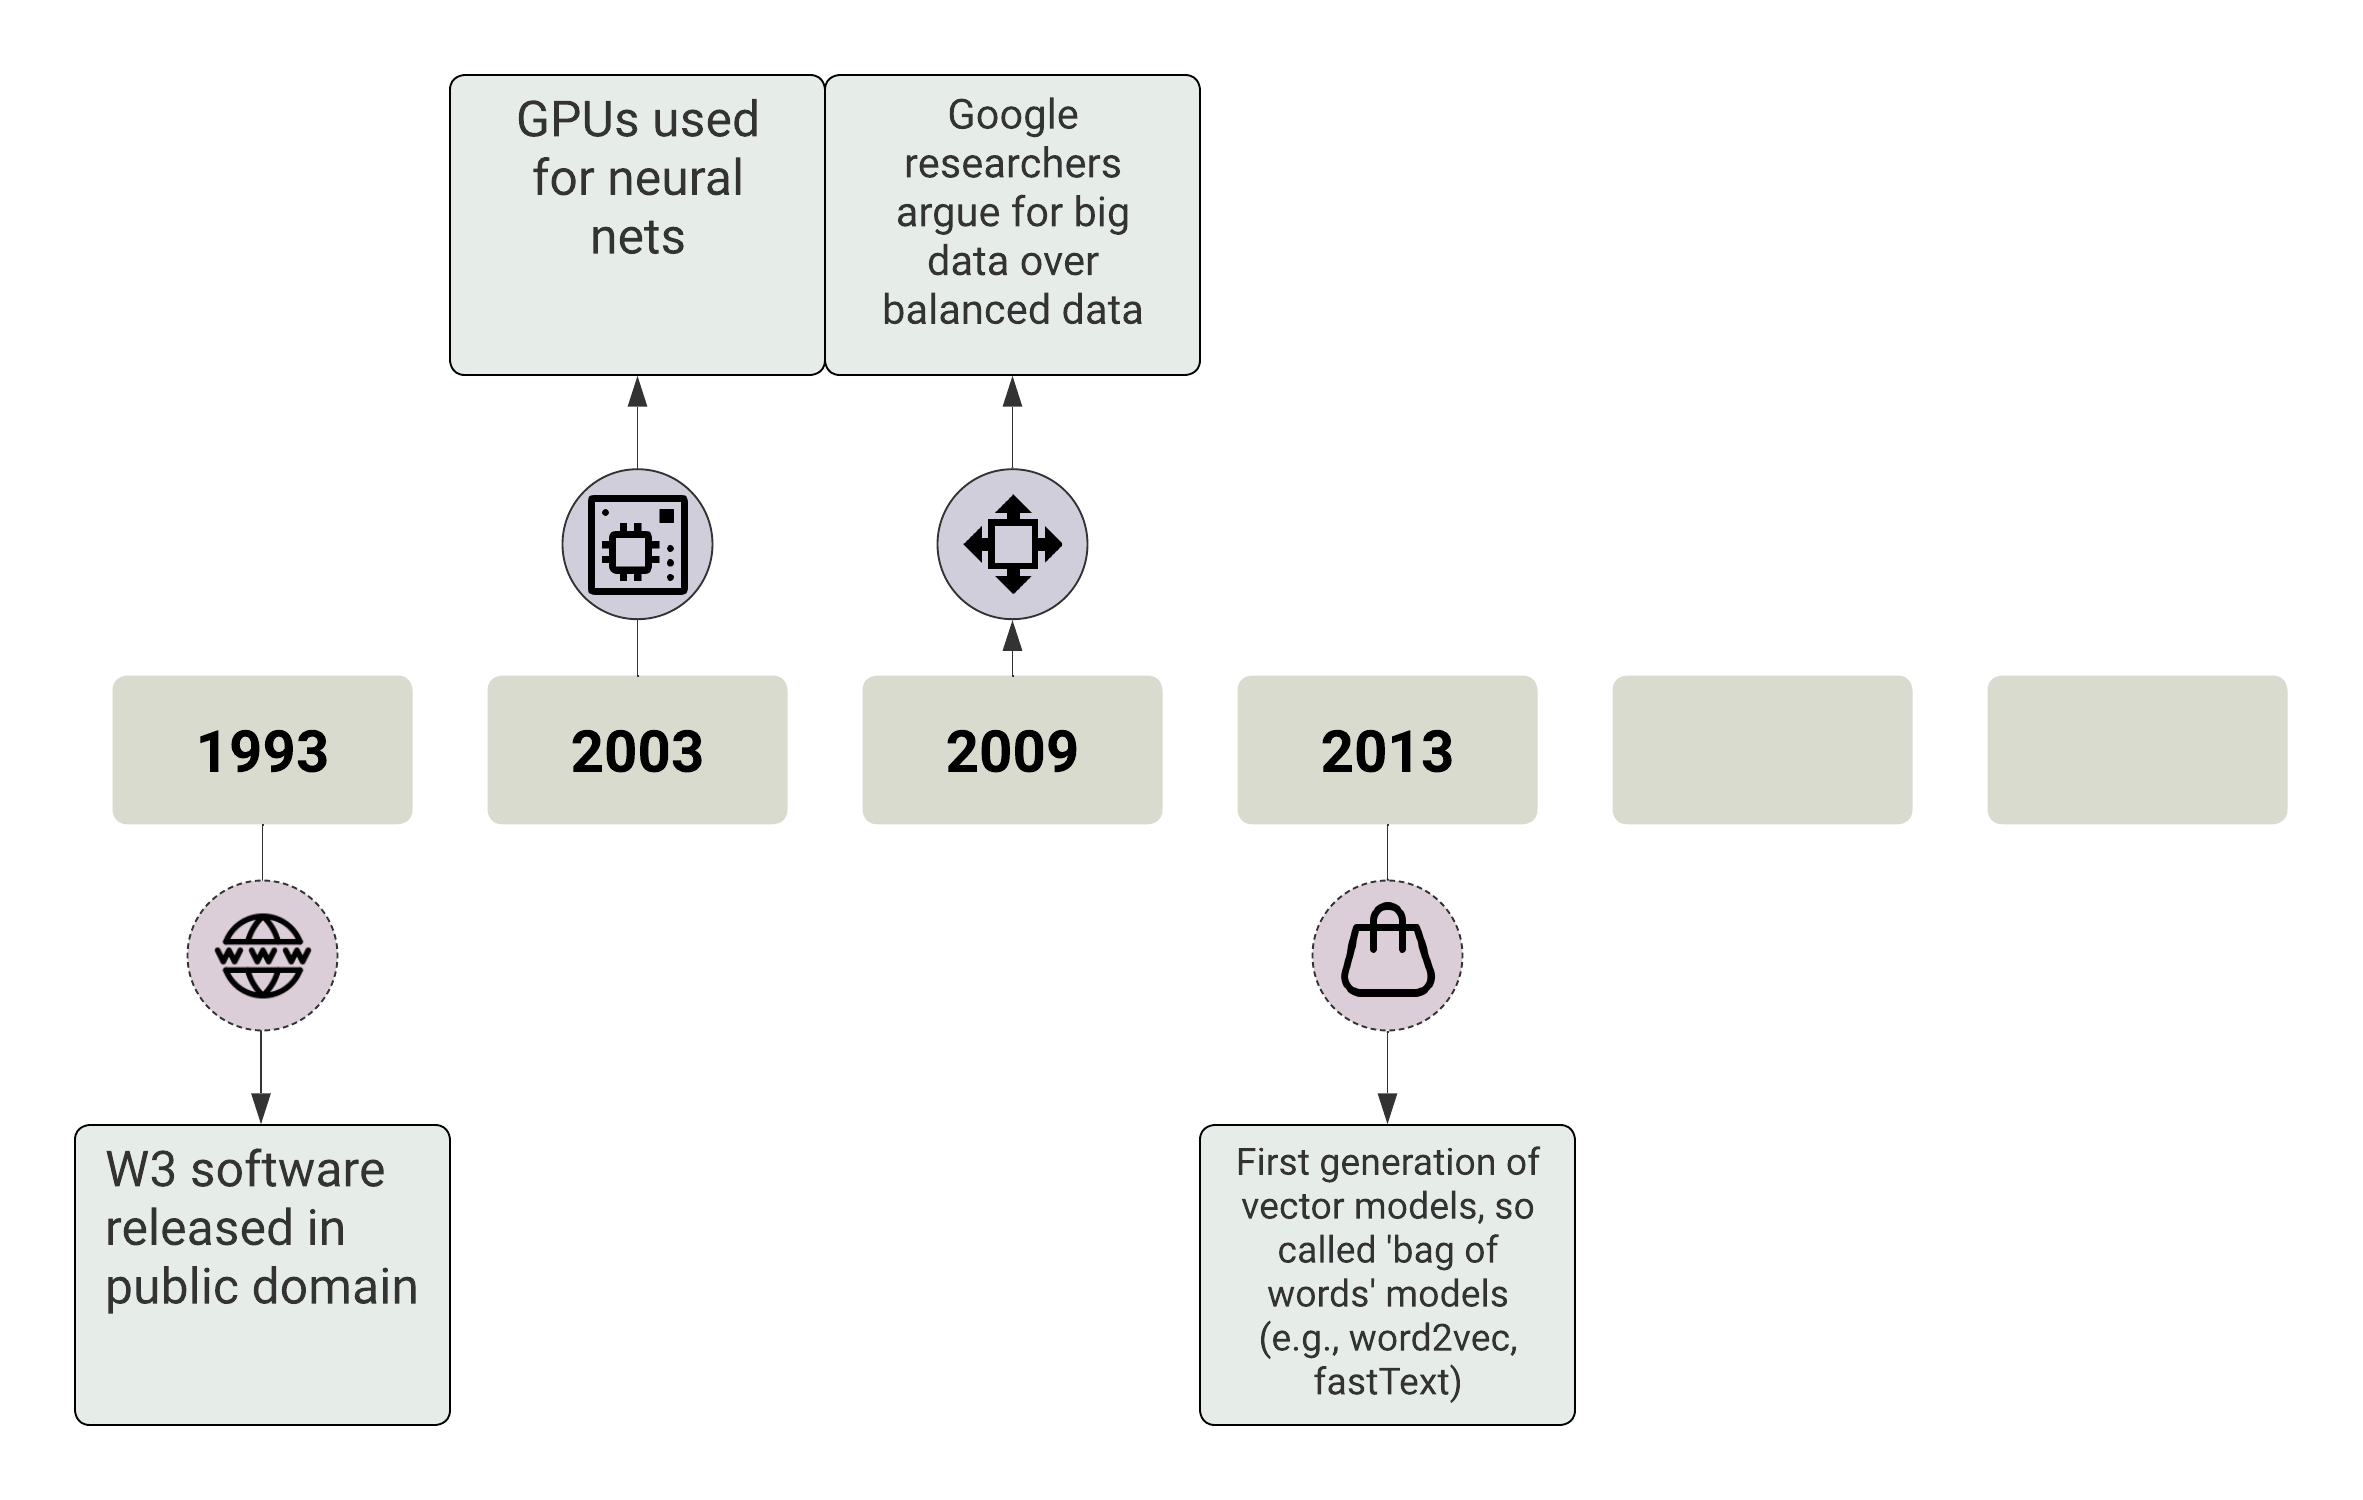 GPUs used
for neural
nets
Google
researchers
argue for big
data over
balanced data
1993
2003
2009
2013
W W W
W3 software
released in
public domain
First generation of
vector models, so
called 'bag of
words' models
(e.g., word2vec,
fastText)